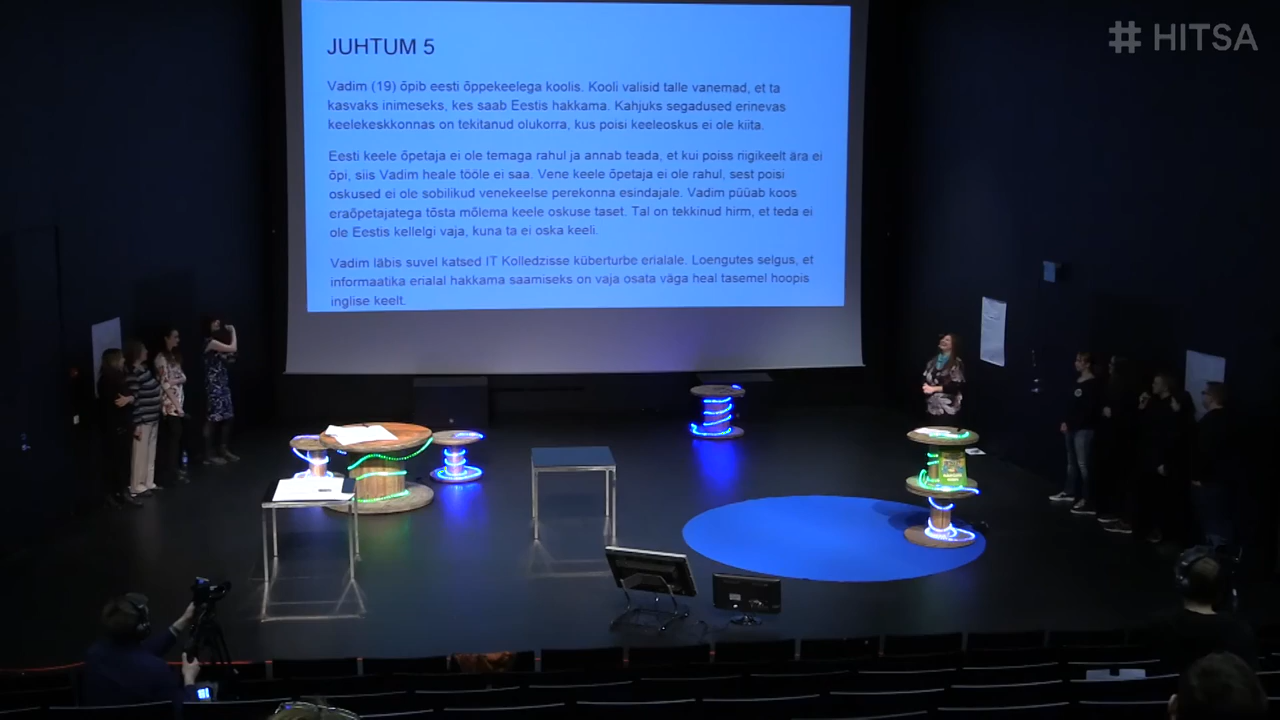 # HITSA
JUHTUM 5
Vadim (19) õpib eesti õppekeelega koolis. Kooli valisid talle vanemad, et ta
kasvaks inimeseks, kes saab Eestis hakkama. Kahjuks segadused erinevas
keelekeskkonnas on tekitanud olukorra, kus poisi keeleoskus ei ole kiita.
Eesti keele õpetaja ei ole temaga rahul ja annab teada, et kui poiss riigikeelt ära ei
õpi, siis Vadim heale tööle ei saa. Vene keele õpetaja ei ole rahul, sest poisi
oskused ei ole sobilikud venekeelse perekonna esindajale. Vadim püüab koos
eraõpetajatega tõsta mõlema keele oskuse taset. Tal on tekkinud hirm, et teda ei
ole Eestis kellelgi vaja, kuna ta ei oska keeli.
Vadim läbis suvel katsed IT Kolledzisse küberturbe erialale. Loengutes selgus, et
informaatika erialal hakkama saamiseks on vaja osata väga heal tasemel hoopis
inglise keelt.